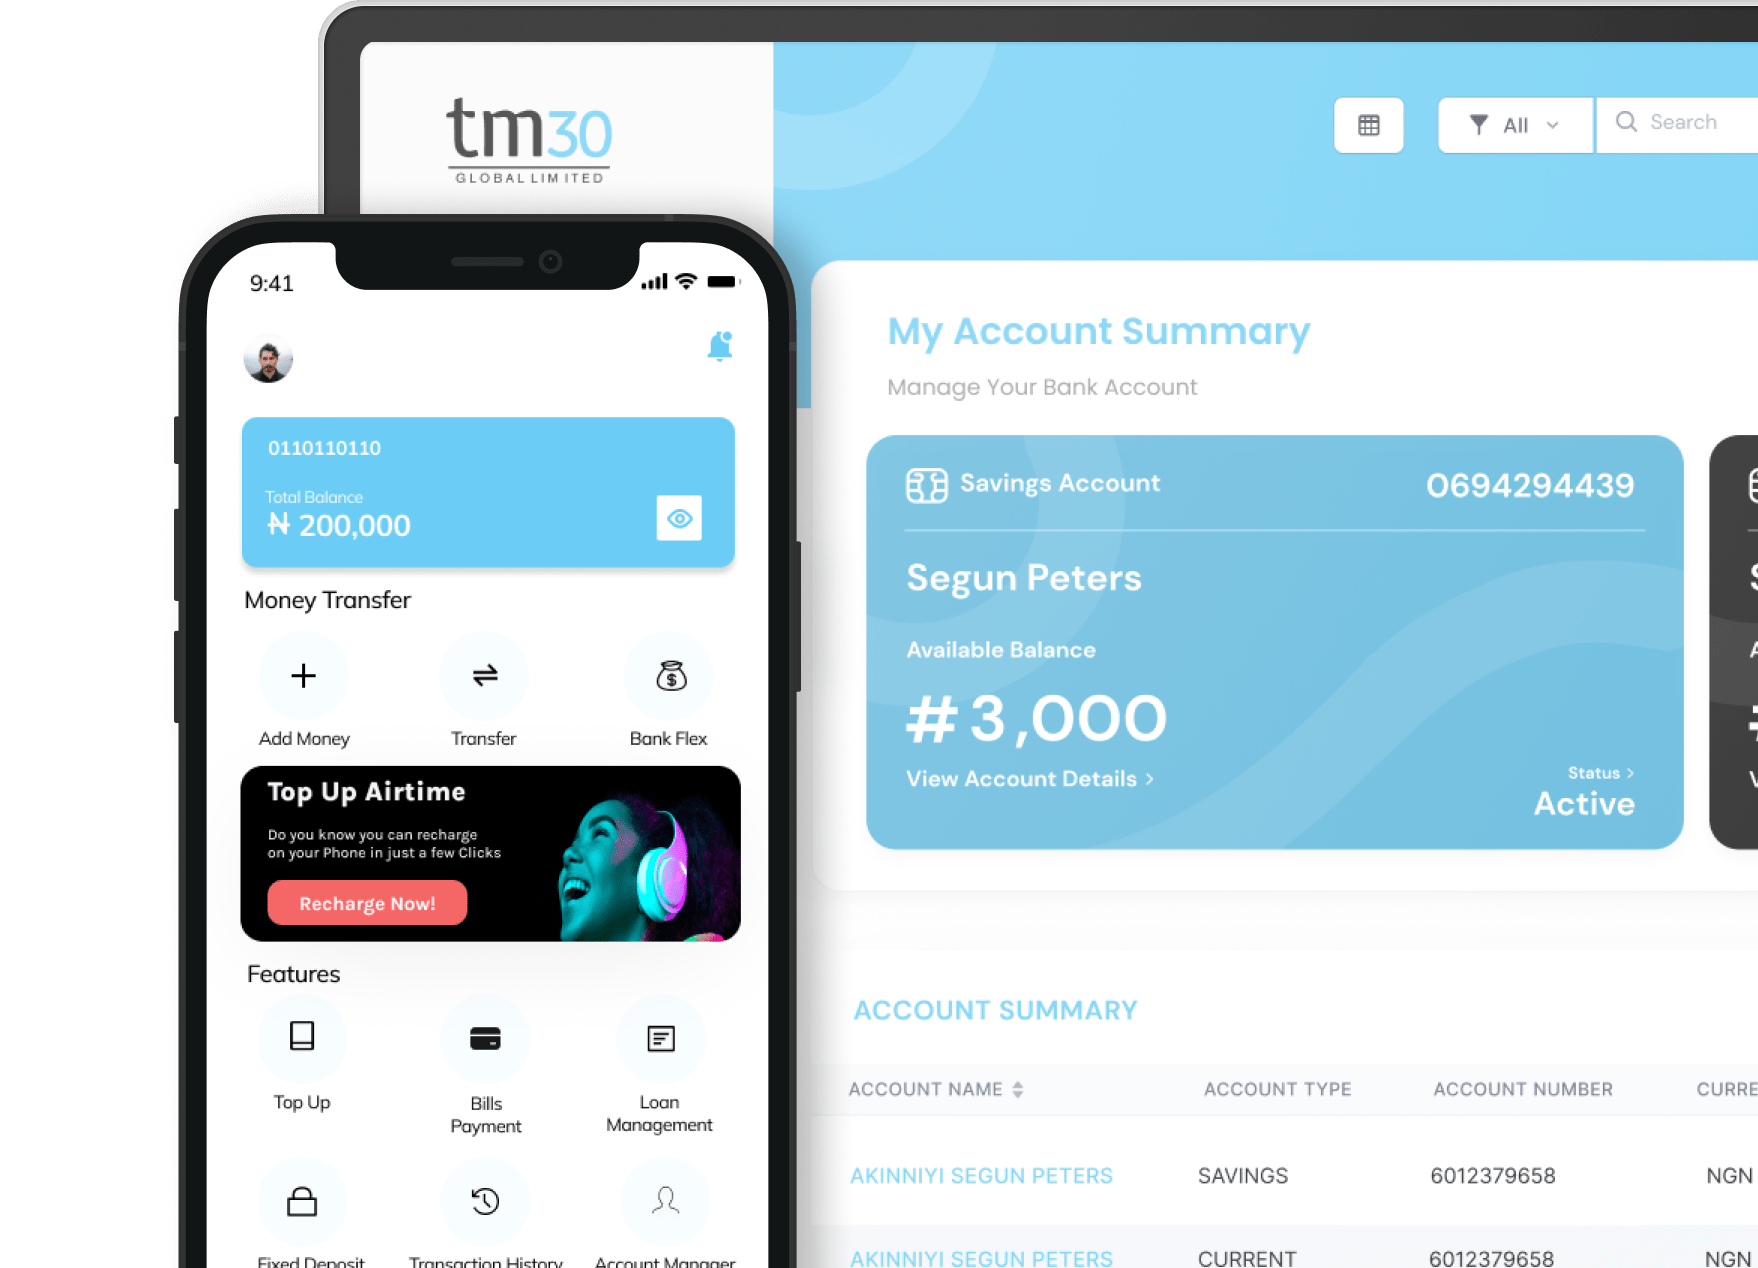 tm30
GLOBAL LIMITED
All
Search
My Account Summary
Manage Your Bank Account
Savings Account
0694294439
Segun Peters
Available Balance
#3,000
View Account Details >
Status >
Active
ACCOUNT SUMMARY
ACCOUNT NAME ACCOUNT TYPE ACCOUNT NUMBER CURRE
AKINNIYI SEGUN PETERS SAVINGS 6012379658 NGN
AKINNIYI SEGUN PETERS CURRENT 6012379658 NGN
9:41
0110110110
Total Balance
₦ 200,000
Money Transfer
Add Money
Transfer
Bank Flex
Top Up Airtime
Do you know you can recharge
on your Phone in just a few Clicks
Recharge Now!
Features
Top Up
Bills
Payment
Loan
Management
Fixed Deposit
Transaction History
Account Manager